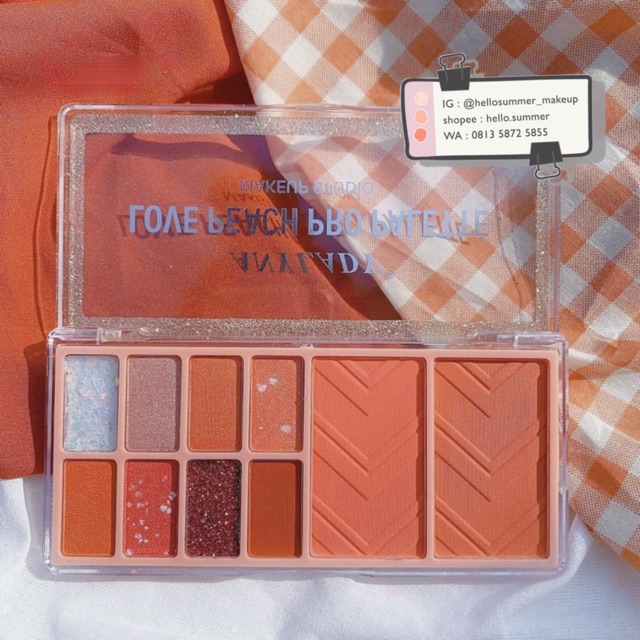 IG : @hellosummer_makeup
shopee : hello.summer
WA : 0813 5872 5855
MAKEUP STUDIO
LOVE PEACH PRO PALETTE
ANYLADY